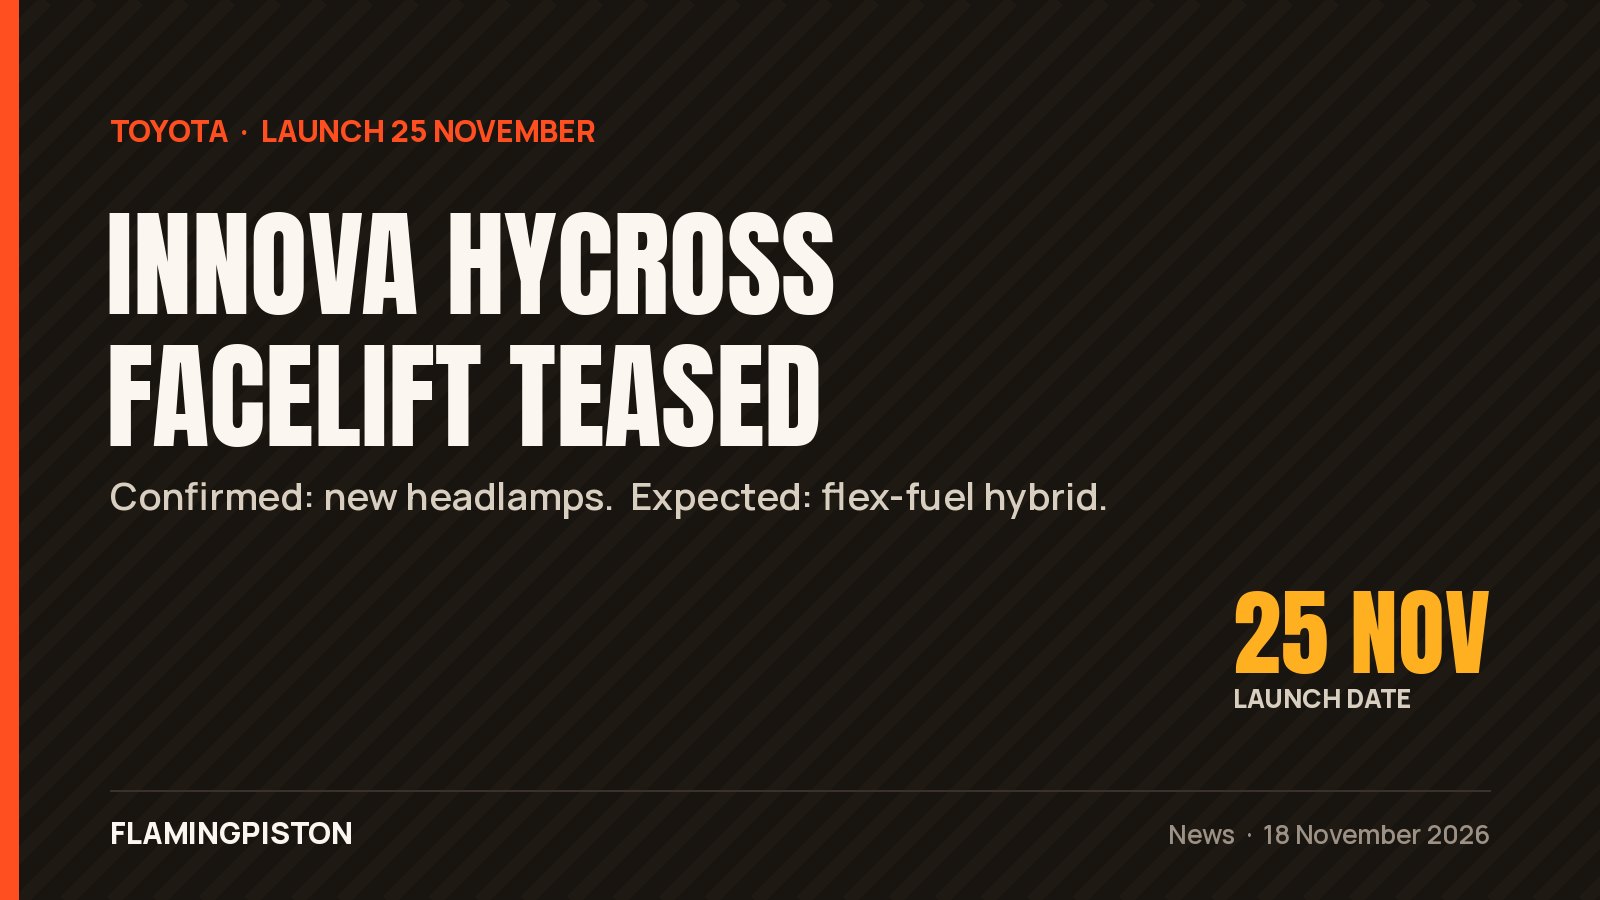 TOYOTA · LAUNCH 25 NOVEMBER
INNOVA HYCROSS
FACELIFT TEASED
Confirmed: new headlamps. Expected: flex-fuel hybrid.
25 NOV
LAUNCH DATE
FLAMINGPISTON
News · 18 November 2026